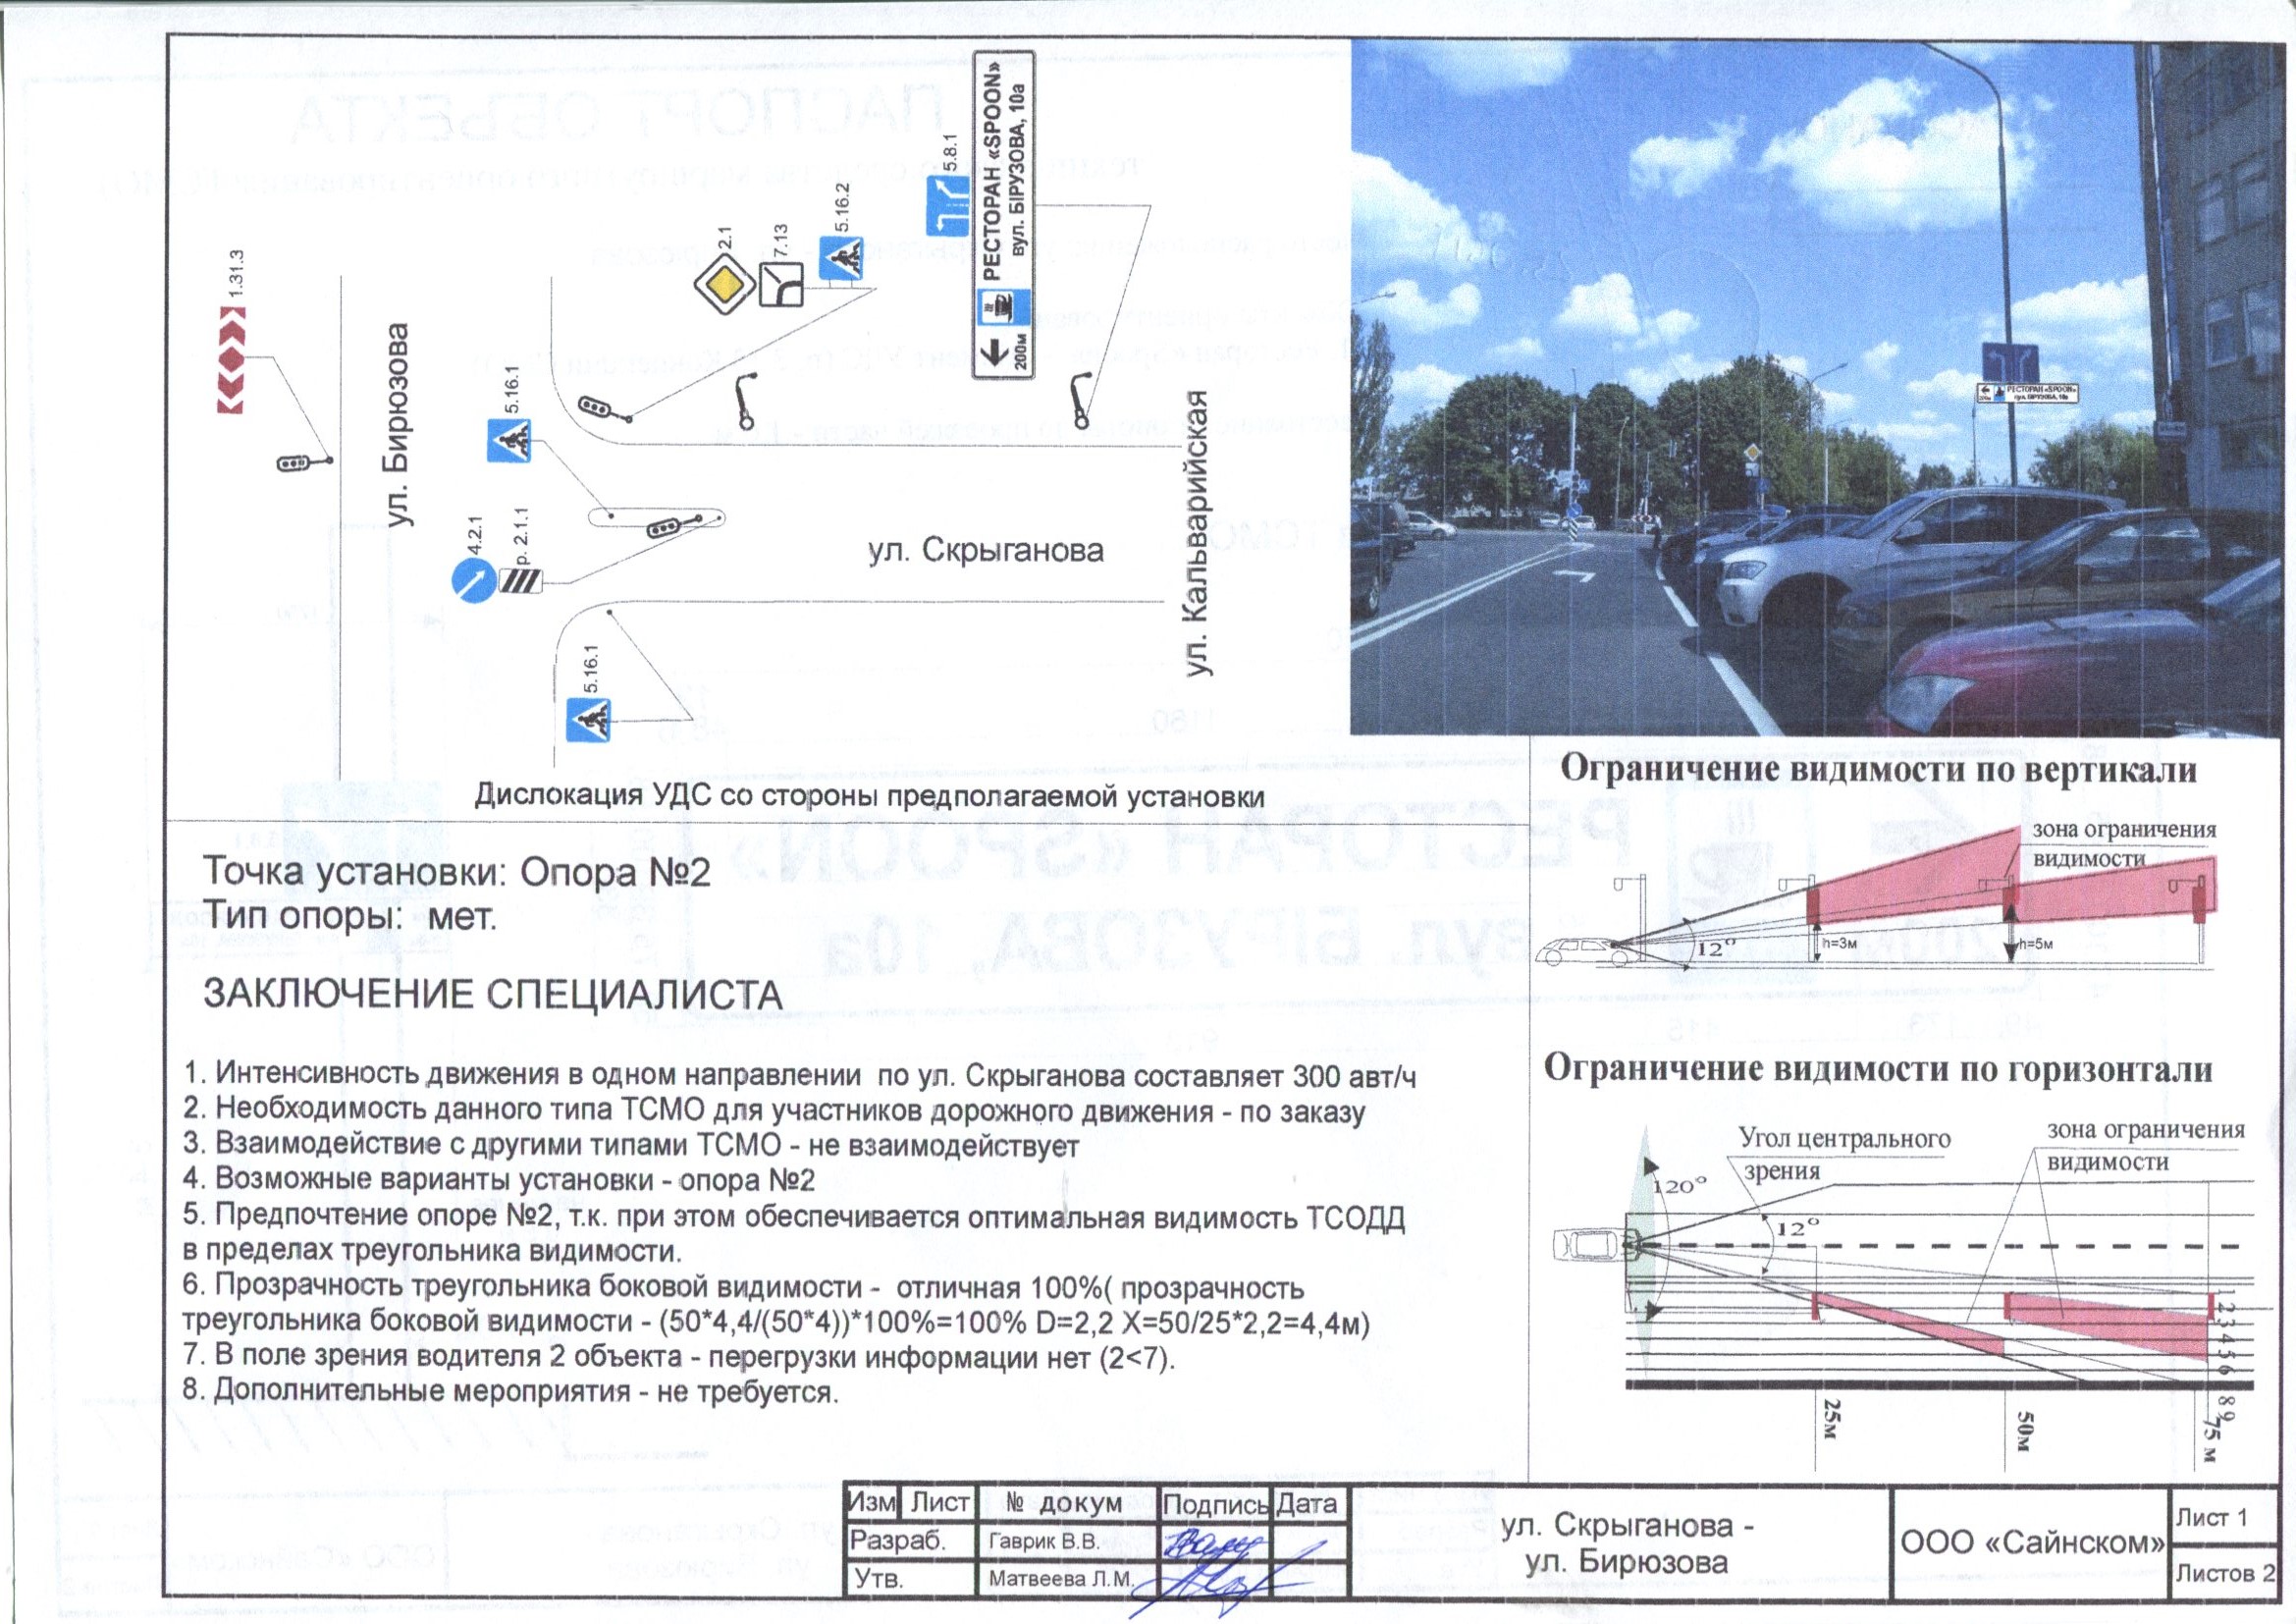 1.31.3
ул. Бирюзова
5.16.1
4.2.1
р. 2.1.1
5.16.1
2.1
7.13
5.16.2
5.8.1
РЕСТОРАН «SPOON»
вул. БІРУЗОВА, 10а
200м
ул. Скрыганова
ул. Кальварийская
Дислокация УДС со стороны предполагаемой установки
РЕСТОРАН «SPOON»
вул. БІРУЗОВА, 10а
Точка установки: Опора №2
Тип опоры: мет.
ЗАКЛЮЧЕНИЕ СПЕЦИАЛИСТА
1. Интенсивность движения в одном направлении по ул. Скрыганова составляет 300 авт/ч
2. Необходимость данного типа ТСМО для участников дорожного движения - по заказу
3. Взаимодействие с другими типами ТСМО - не взаимодействует
4. Возможные варианты установки - опора №2
5. Предпочтение опоре №2, т.к. при этом обеспечивается оптимальная видимость ТСОДД
в пределах треугольника видимости.
6. Прозрачность треугольника боковой видимости - отличная 100%( прозрачность
треугольника боковой видимости - (50*4,4/(50*4))*100%=100% D=2,2 X=50/25*2,2=4,4м)
7. В поле зрения водителя 2 объекта - перегрузки информации нет (2<7).
8. Дополнительные мероприятия - не требуется.
Ограничение видимости по вертикали
зона ограничения
видимости
12°
h=3м
h=5м
Ограничение видимости по горизонтали
Угол центрального
зрения
зона ограничения
видимости
120°
12°
1 2 3 4 5 6
8 9
25м
50м
75 м
Изм Лист № докум Подпись Дата
Разраб. Гаврик В.В.
Утв. Матвеева Л.М.
ул. Скрыганова -
ул. Бирюзова
ООО «Сайнском»
Лист 1
Листов 2